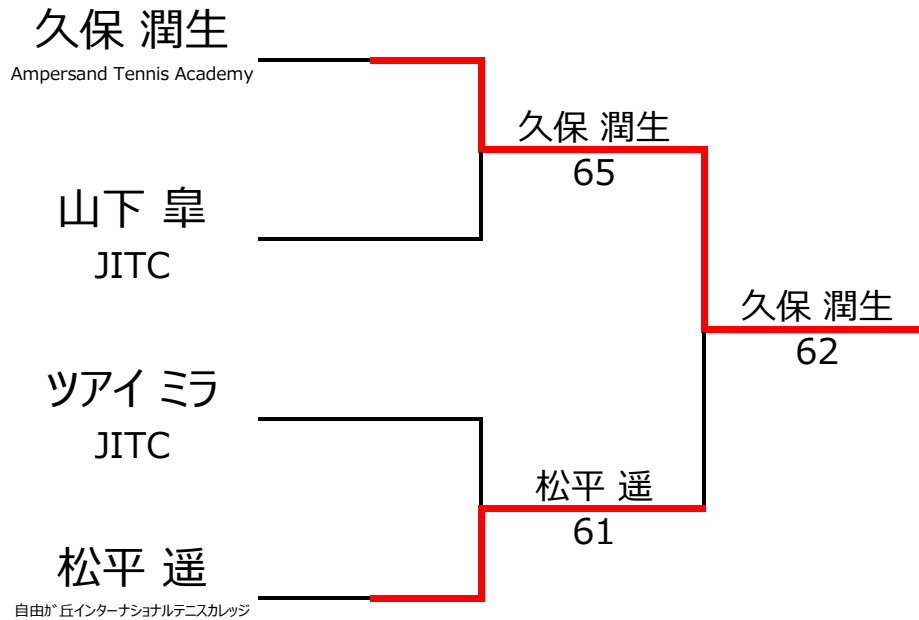 久保 潤生
Ampersand Tennis Academy
久保 潤生
65
山下 皐
JITC
久保 潤生
62
ツアイ ミラ
JITC
松平 遥
61
松平 遥
自由が丘インターナショナルテニスカレッジ